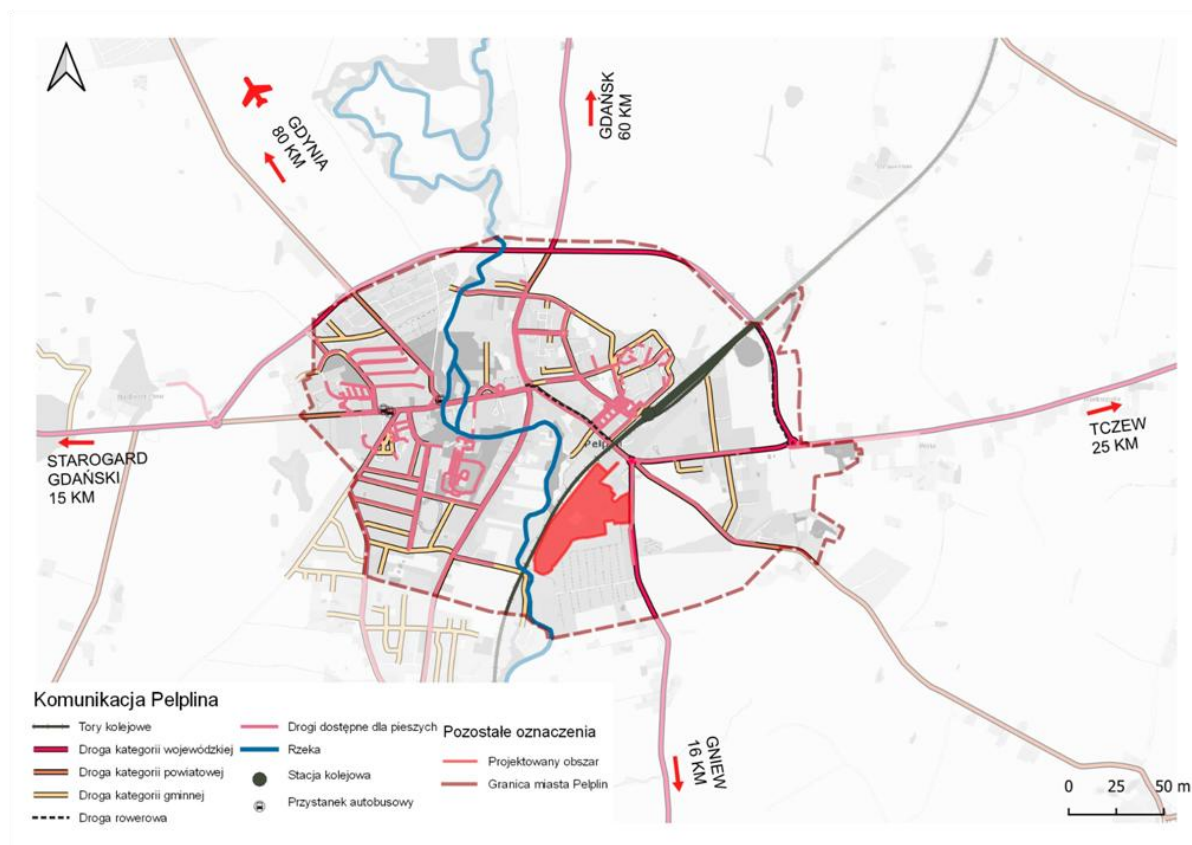 GDYNIA
80 KM
GDAŃSK
60 KM
STAROGARD
GDAŃSKI
15 KM
TCZEW
25 KM
GNIEW
16 KM
Komunikacja Pelplina
Tory kolejowe
Droga kategorii wojewódzkiej
Droga kategorii powiatowej
Droga kategorii gminnej
Droga rowerowa
Drogi dostępne dla pieszych
Rzeka
Stacja kolejowa
Przystanek autobusowy
Pozostałe oznaczenia
Projektowany obszar
Granica miasta Pelplin
0 25 50 m